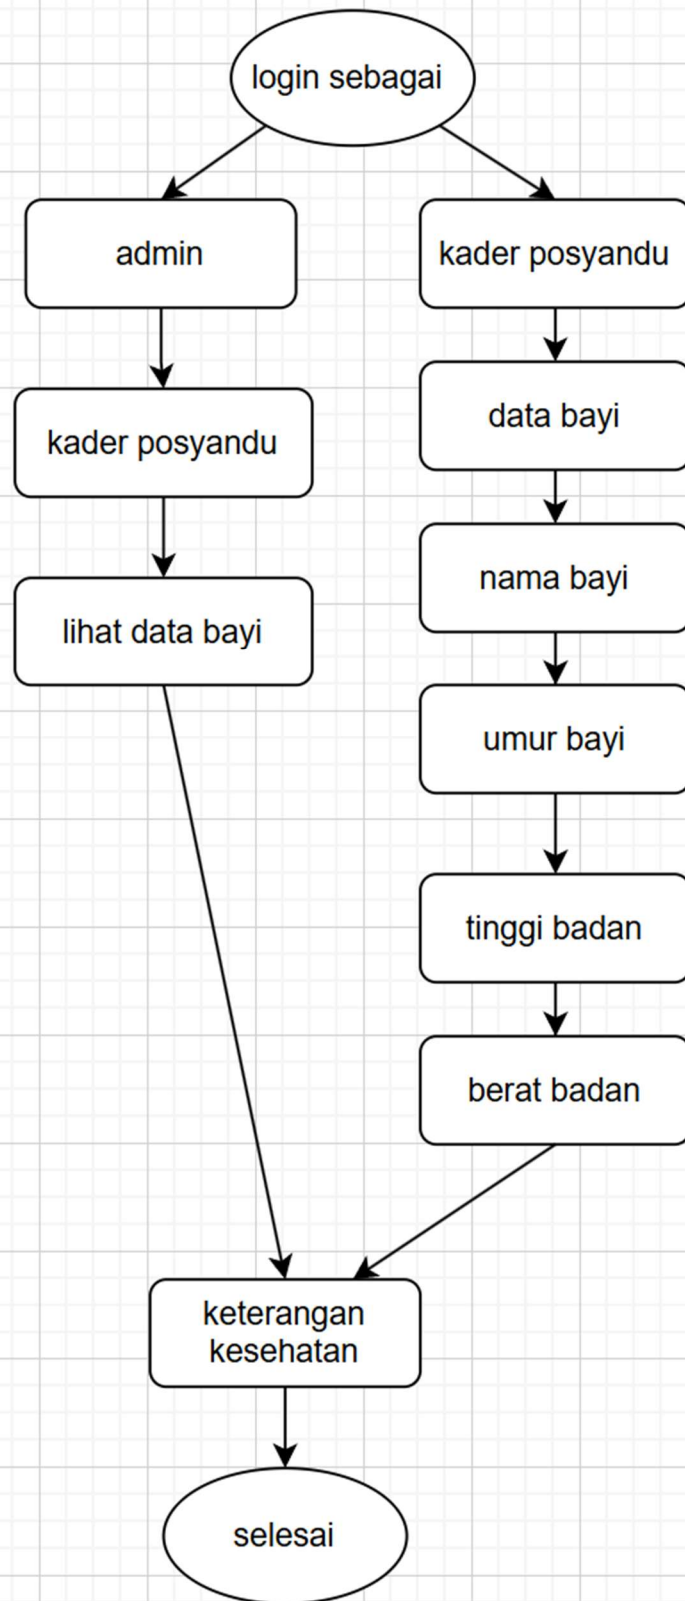 login sebagai
admin
kader posyandu
kader posyandu
data bayi
lihat data bayi
nama bayi
umur bayi
tinggi badan
berat badan
keterangan
kesehatan
selesai